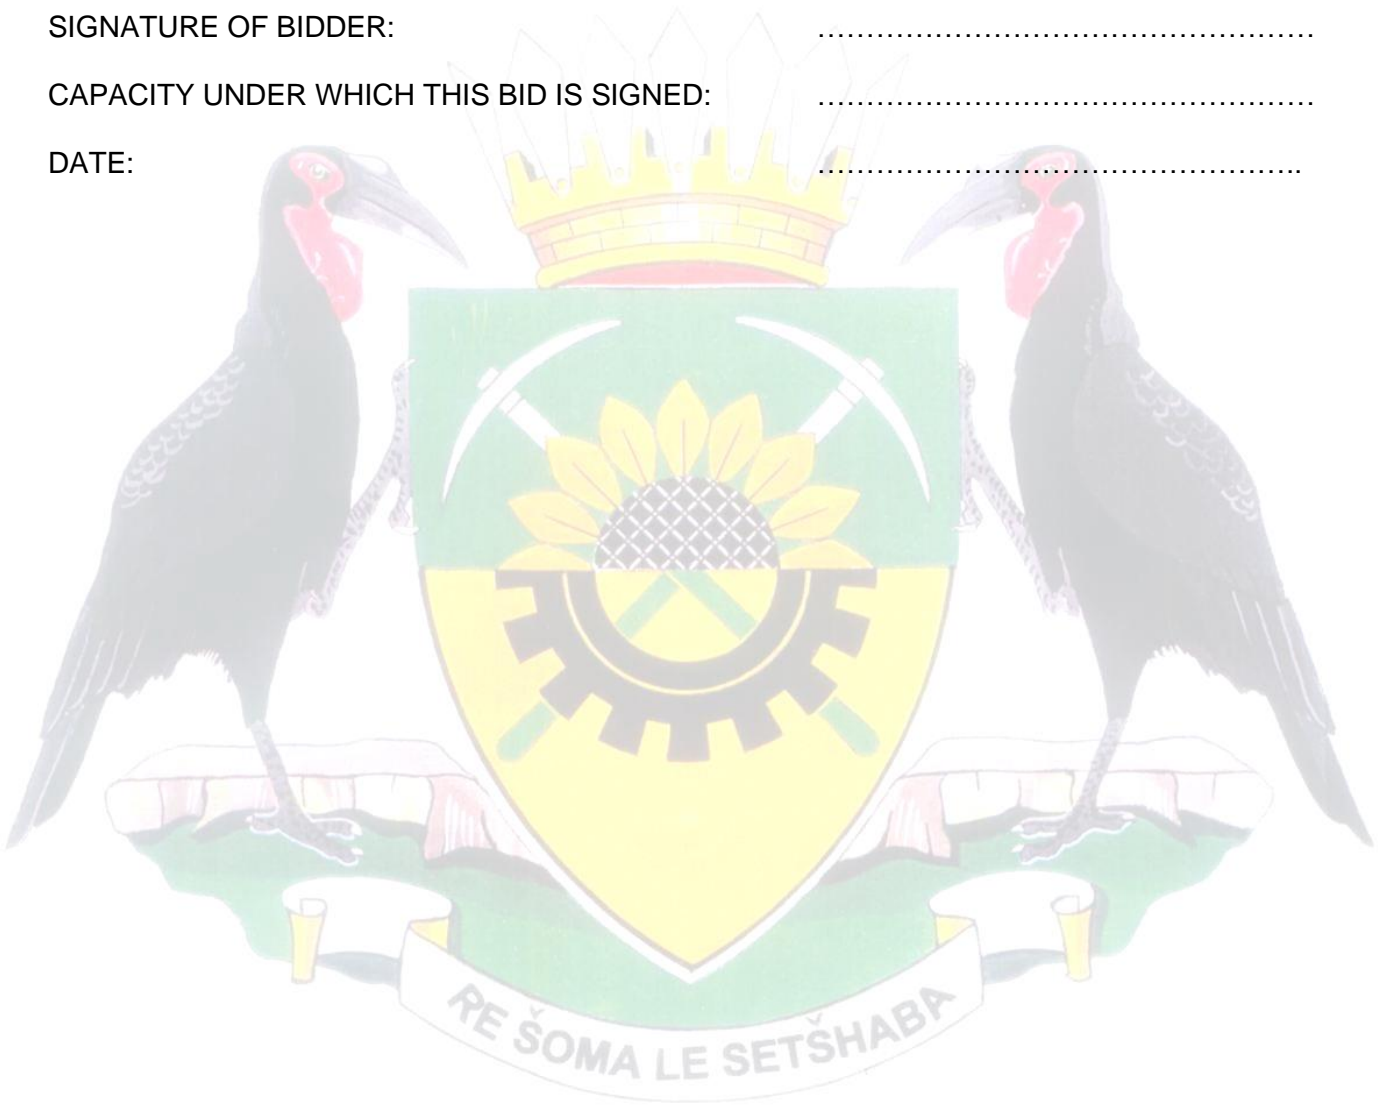 SIGNATURE OF BIDDER: ……………………………………………
CAPACITY UNDER WHICH THIS BID IS SIGNED: ……………………………………………
DATE: …………………………………………..
RE ŠOMA LE SETŠHABA